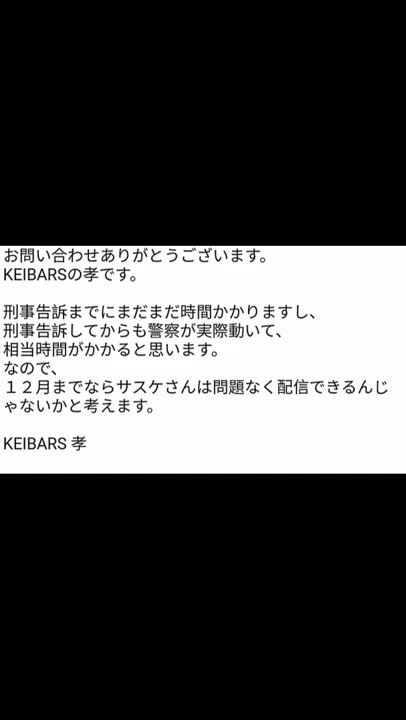 お問い合わせありがとうございます。
KEIBARSの孝です。
刑事告訴までにまだまだ時間かかりますし、
刑事告訴してからも警察が実際動いて、
相当時間がかかると思います。
なので、
１２月までならサスケさんは問題なく配信できるんじ
ゃないかと考えます。
KEIBARS 孝